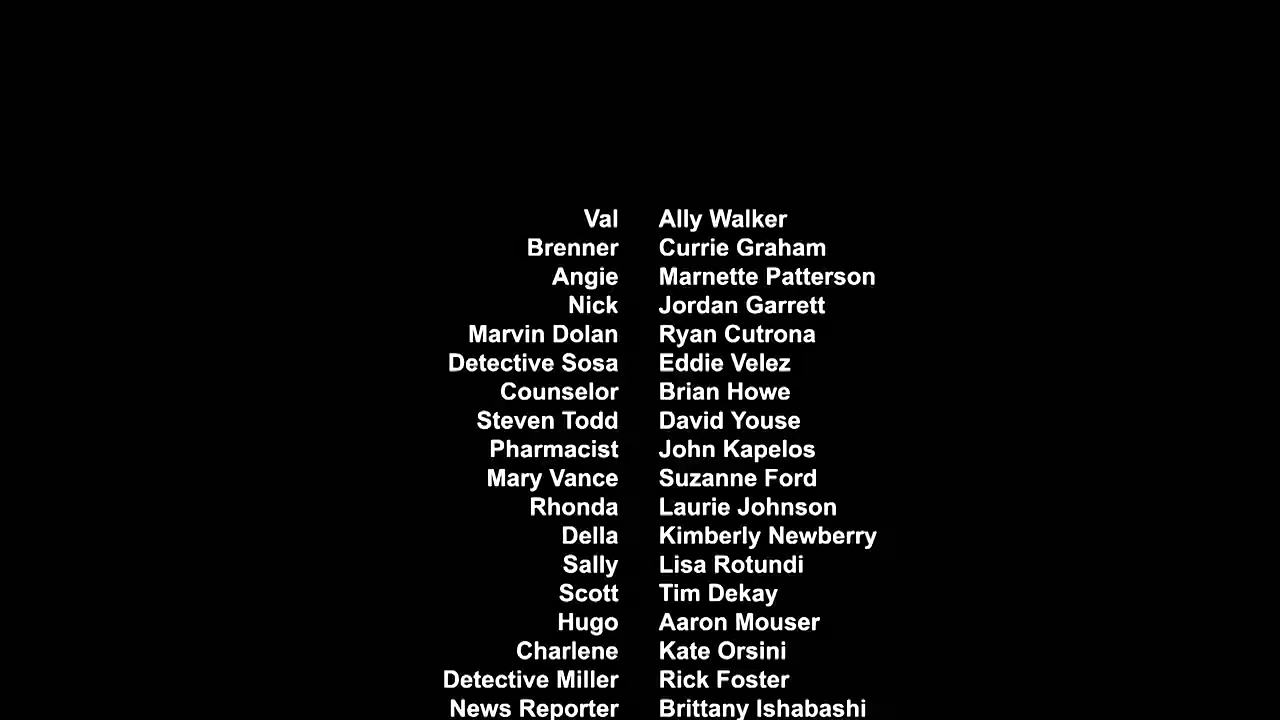 Val Ally Walker
Brenner Currie Graham
Angie Marnette Patterson
Nick Jordan Garrett
Marvin Dolan Ryan Cutrona
Detective Sosa Eddie Velez
Counselor Brian Howe
Steven Todd David Youse
Pharmacist John Kapelos
Mary Vance Suzanne Ford
Rhonda Laurie Johnson
Della Kimberly Newberry
Sally Lisa Rotundi
Scott Tim Dekay
Hugo Aaron Mouser
Charlene Kate Orsini
Detective Miller Rick Foster
News Reporter Brittany Ishabashi